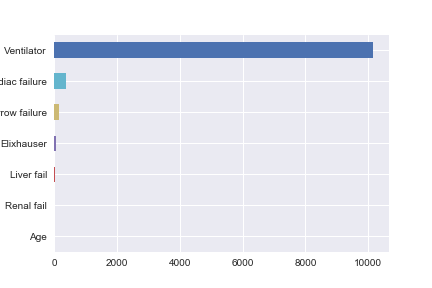 Ventilator
diac failure
row failure
Elixhauser
Liver fail
Renal fail
Age
0 2000 4000 6000 8000 10000